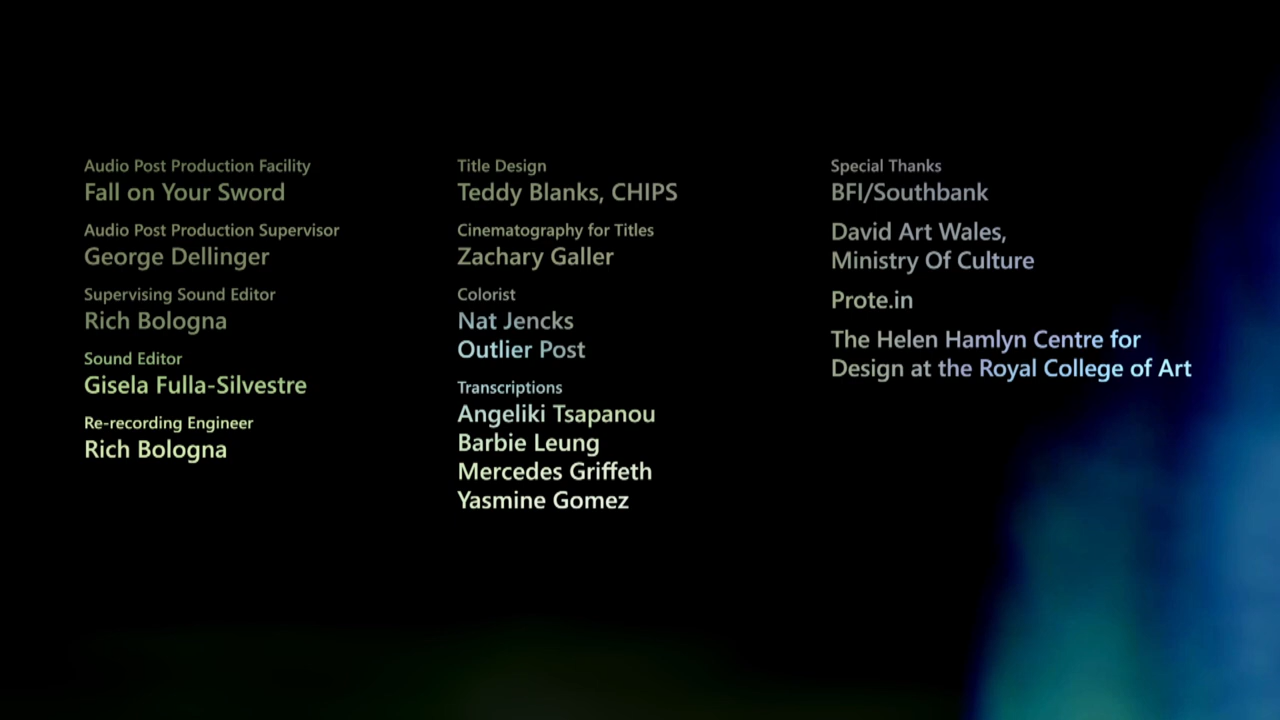 Audio Post Production Facility
Fall on Your Sword
Audio Post Production Supervisor
George Dellinger
Supervising Sound Editor
Rich Bologna
Sound Editor
Gisela Fulla-Silvestre
Re-recording Engineer
Rich Bologna
Title Design
Teddy Blanks, CHIPS
Cinematography for Titles
Zachary Galler
Colorist
Nat Jencks
Outlier Post
Transcriptions
Angeliki Tsapanou
Barbie Leung
Mercedes Griffeth
Yasmine Gomez
Special Thanks
BFI/Southbank
David Art Wales,
Ministry Of Culture
Prote.in
The Helen Hamlyn Centre for
Design at the Royal College of Art